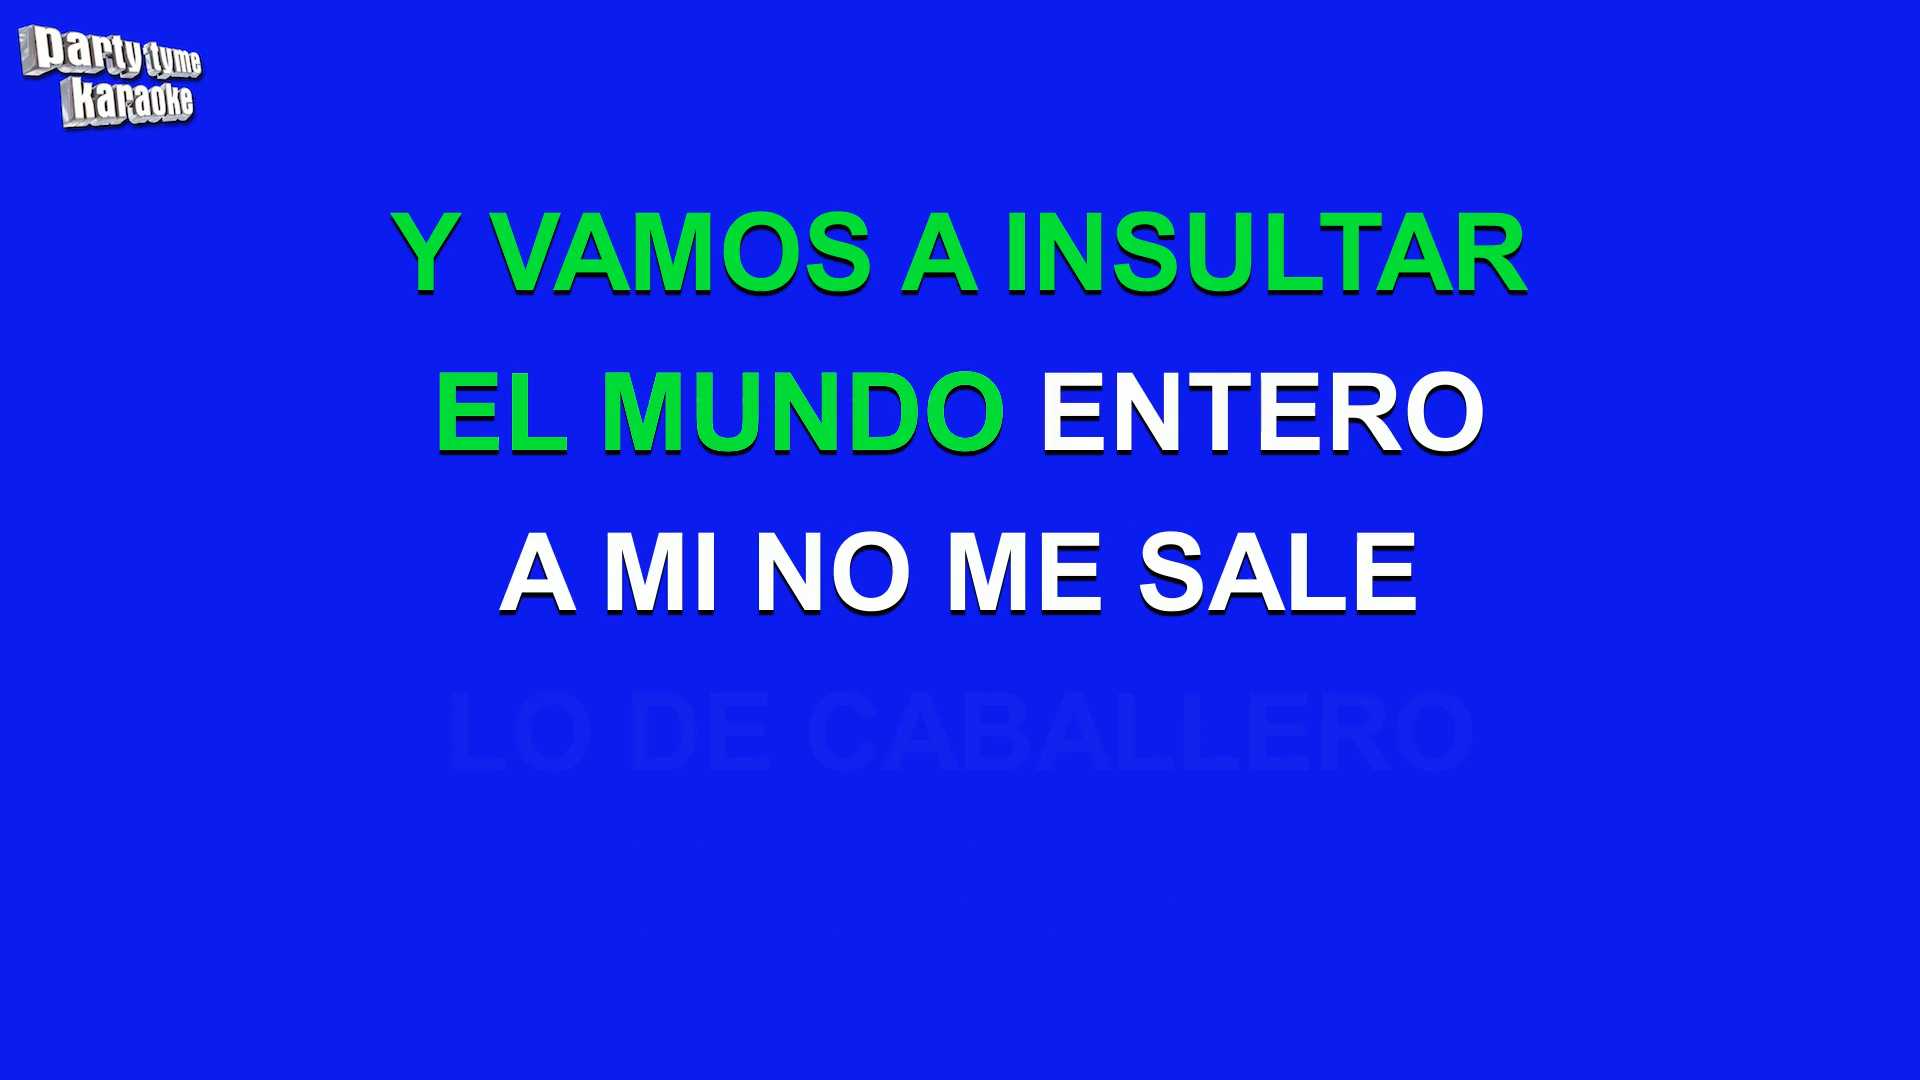 party tyme
karaoke
Y VAMOS A INSULTAR
EL MUNDO ENTERO
A MI NO ME SALE
LO DE CABALLERO